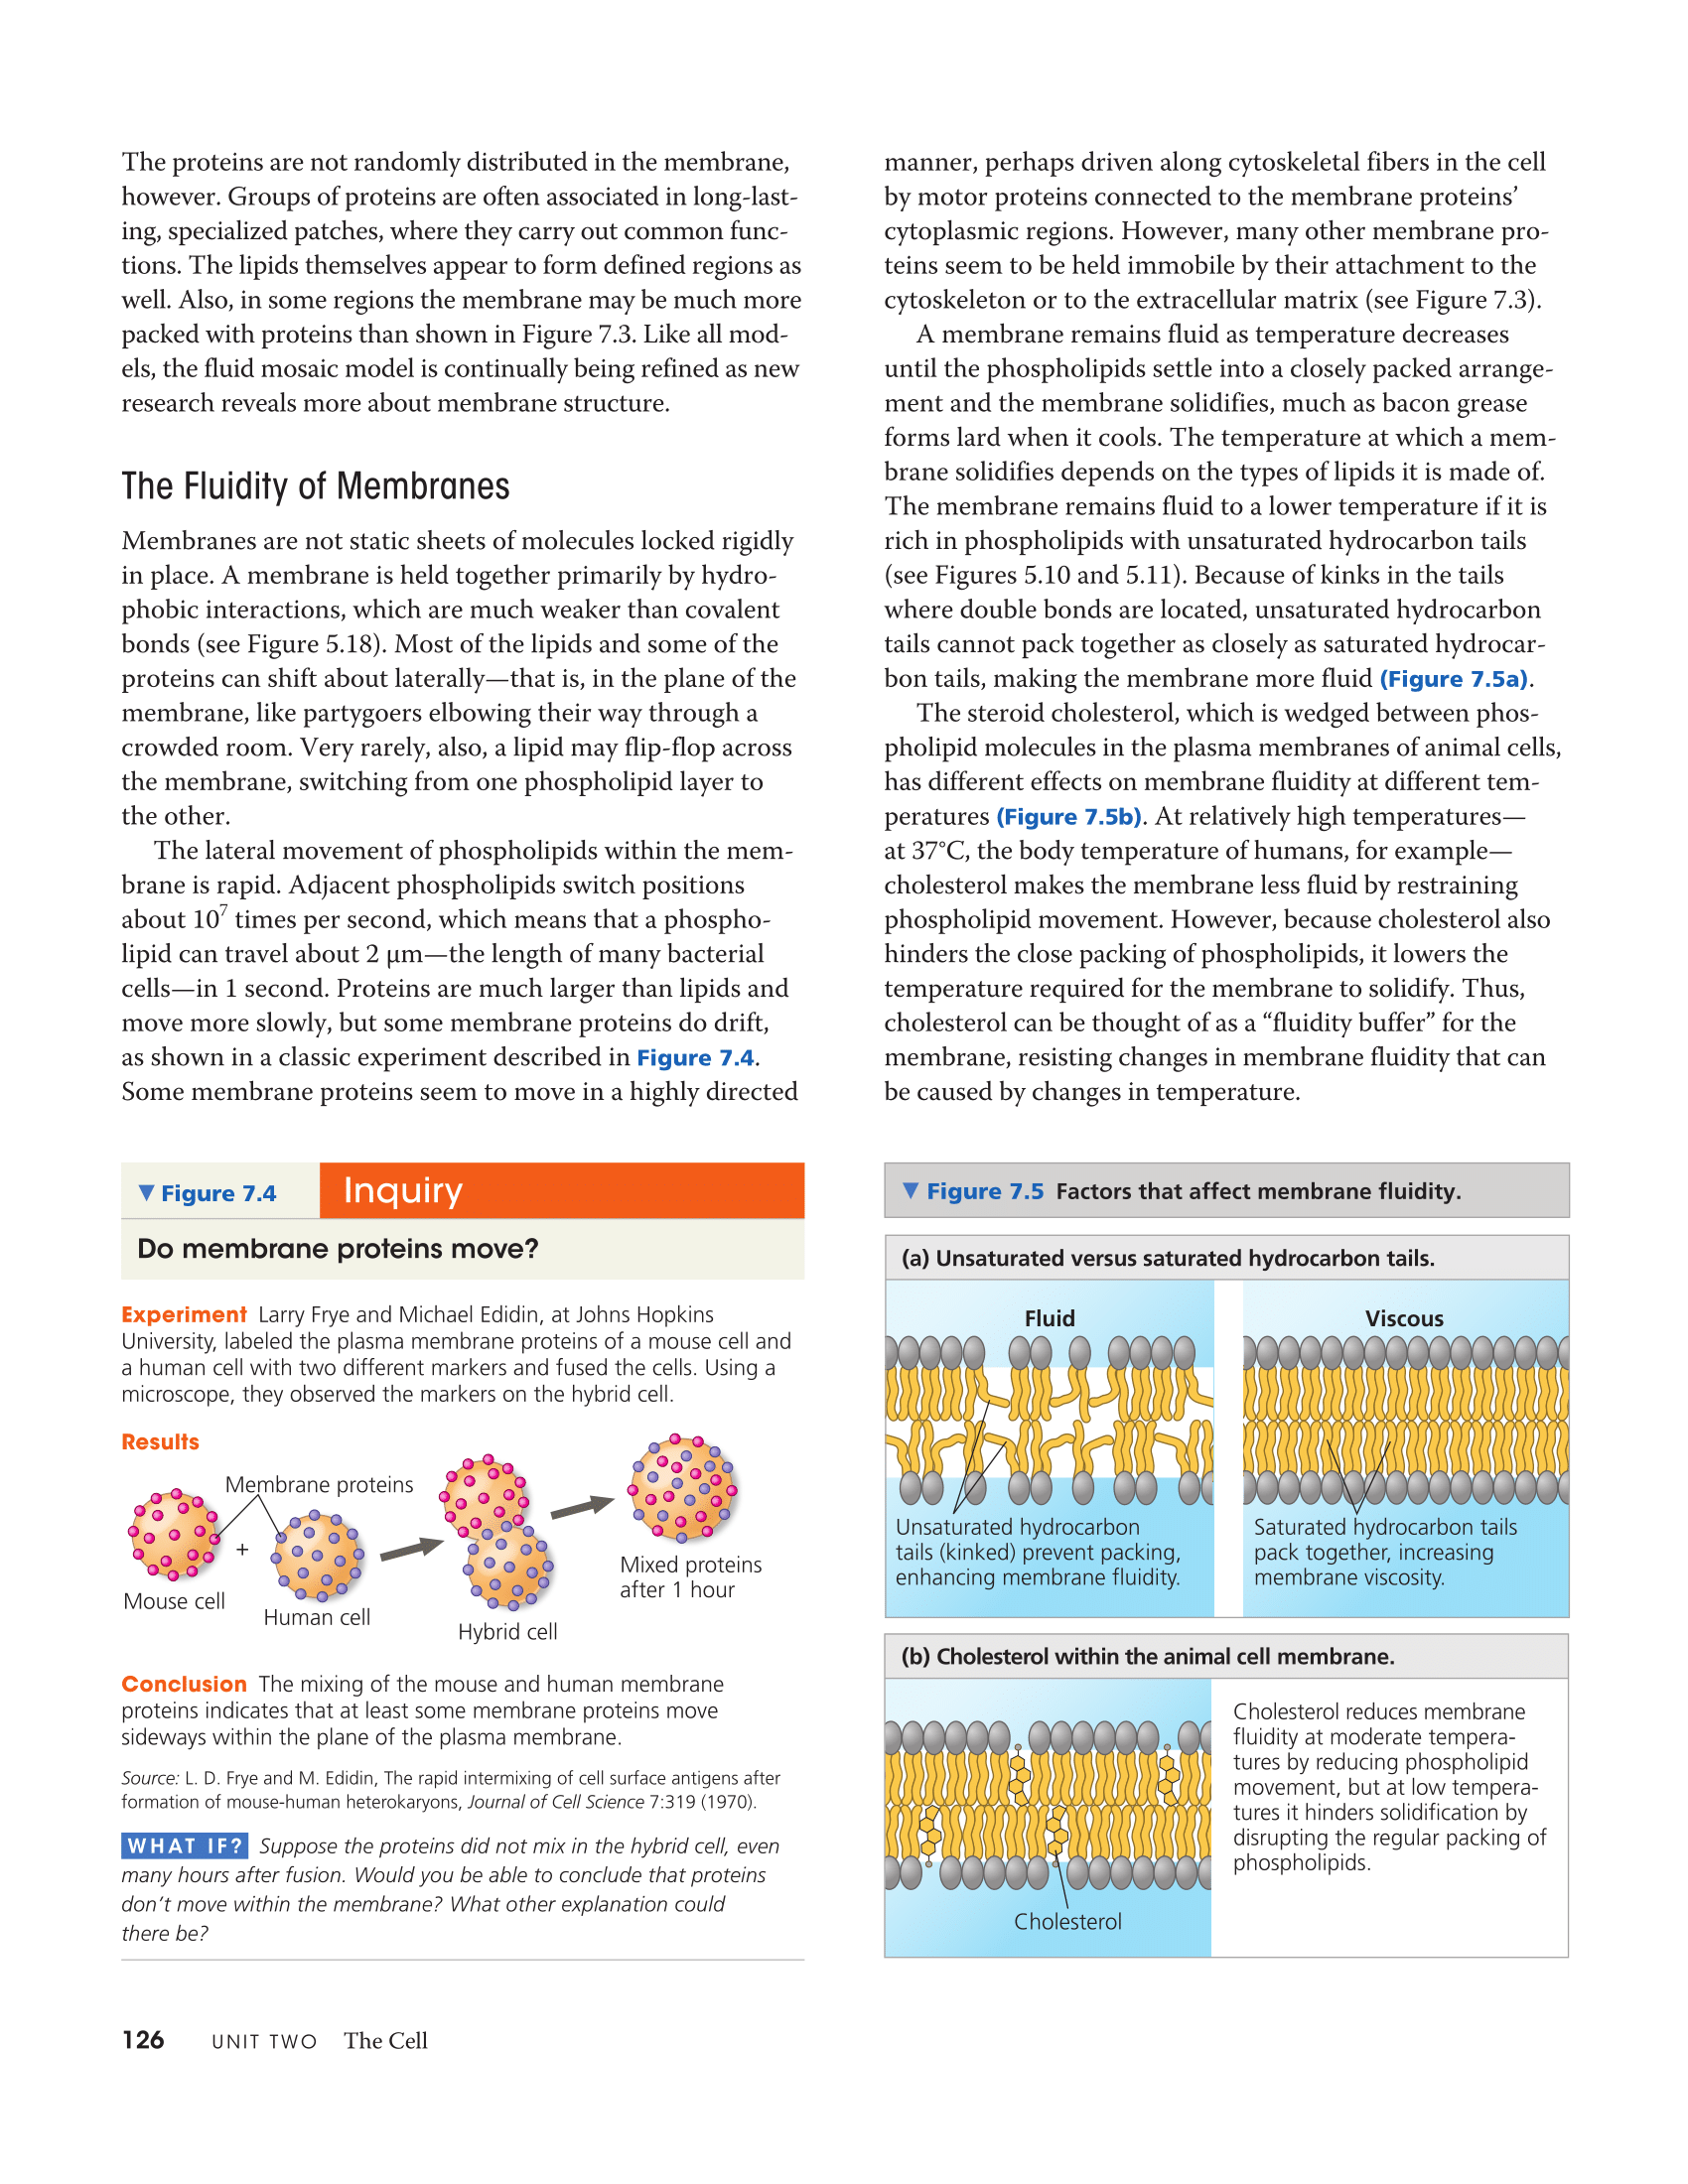 The proteins are not randomly distributed in the membrane,
however. Groups of proteins are often associated in long-last-
ing, specialized patches, where they carry out common func-
tions. The lipids themselves appear to form defined regions as
well. Also, in some regions the membrane may be much more
packed with proteins than shown in Figure 7.3. Like all mod-
els, the fluid mosaic model is continually being refined as new
research reveals more about membrane structure.
The Fluidity of Membranes
Membranes are not static sheets of molecules locked rigidly
in place. A membrane is held together primarily by hydro-
phobic interactions, which are much weaker than covalent
bonds (see Figure 5.18). Most of the lipids and some of the
proteins can shift about laterally—that is, in the plane of the
membrane, like partygoers elbowing their way through a
crowded room. Very rarely, also, a lipid may flip-flop across
the membrane, switching from one phospholipid layer to
the other.
The lateral movement of phospholipids within the mem-
brane is rapid. Adjacent phospholipids switch positions
about 10⁷ times per second, which means that a phospho-
lipid can travel about 2 µm—the length of many bacterial
cells—in 1 second. Proteins are much larger than lipids and
move more slowly, but some membrane proteins do drift,
as shown in a classic experiment described in Figure 7.4.
Some membrane proteins seem to move in a highly directed
manner, perhaps driven along cytoskeletal fibers in the cell
by motor proteins connected to the membrane proteins’
cytoplasmic regions. However, many other membrane pro-
teins seem to be held immobile by their attachment to the
cytoskeleton or to the extracellular matrix (see Figure 7.3).
A membrane remains fluid as temperature decreases
until the phospholipids settle into a closely packed arrange-
ment and the membrane solidifies, much as bacon grease
forms lard when it cools. The temperature at which a mem-
brane solidifies depends on the types of lipids it is made of.
The membrane remains fluid to a lower temperature if it is
rich in phospholipids with unsaturated hydrocarbon tails
(see Figures 5.10 and 5.11). Because of kinks in the tails
where double bonds are located, unsaturated hydrocarbon
tails cannot pack together as closely as saturated hydrocar-
bon tails, making the membrane more fluid (Figure 7.5a).
The steroid cholesterol, which is wedged between phos-
pholipid molecules in the plasma membranes of animal cells,
has different effects on membrane fluidity at different tem-
peratures (Figure 7.5b). At relatively high temperatures—
at 37°C, the body temperature of humans, for example—
cholesterol makes the membrane less fluid by restraining
phospholipid movement. However, because cholesterol also
hinders the close packing of phospholipids, it lowers the
temperature required for the membrane to solidify. Thus,
cholesterol can be thought of as a “fluidity buffer” for the
membrane, resisting changes in membrane fluidity that can
be caused by changes in temperature.
▼ Figure 7.4 Inquiry
Do membrane proteins move?
Experiment Larry Frye and Michael Edidin, at Johns Hopkins
University, labeled the plasma membrane proteins of a mouse cell and
a human cell with two different markers and fused the cells. Using a
microscope, they observed the markers on the hybrid cell.
Results
Membrane proteins
+
Mouse cell
Human cell
Hybrid cell
Mixed proteins
after 1 hour
Conclusion The mixing of the mouse and human membrane
proteins indicates that at least some membrane proteins move
sideways within the plane of the plasma membrane.
Source: L. D. Frye and M. Edidin, The rapid intermixing of cell surface antigens after
formation of mouse-human heterokaryons, Journal of Cell Science 7:319 (1970).
WHAT IF? Suppose the proteins did not mix in the hybrid cell, even
many hours after fusion. Would you be able to conclude that proteins
don’t move within the membrane? What other explanation could
there be?
▼ Figure 7.5 Factors that affect membrane fluidity.
(a) Unsaturated versus saturated hydrocarbon tails.
Fluid
Unsaturated hydrocarbon
tails (kinked) prevent packing,
enhancing membrane fluidity.
Viscous
Saturated hydrocarbon tails
pack together, increasing
membrane viscosity.
(b) Cholesterol within the animal cell membrane.
Cholesterol
Cholesterol reduces membrane
fluidity at moderate tempera-
tures by reducing phospholipid
movement, but at low tempera-
tures it hinders solidification by
disrupting the regular packing of
phospholipids.
126 UNIT TWO The Cell